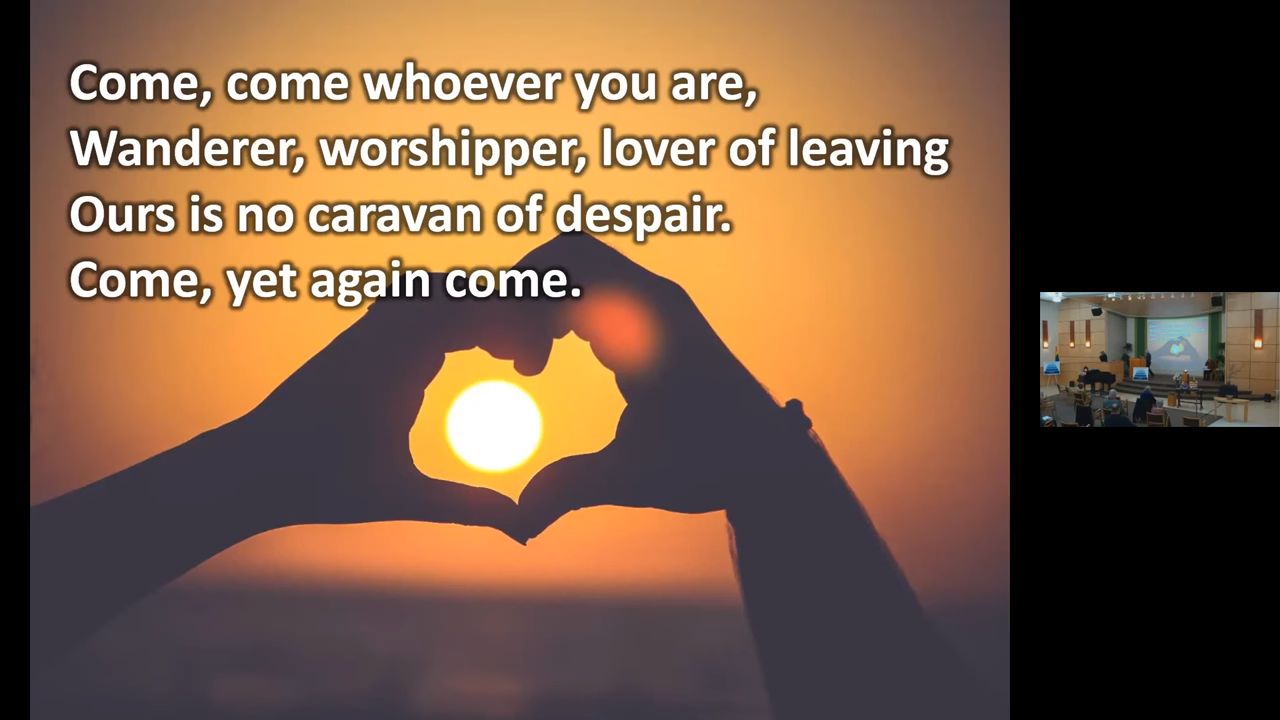 Come, come whoever you are,
Wanderer, worshipper, lover of leaving
Ours is no caravan of despair.
Come, yet again come.